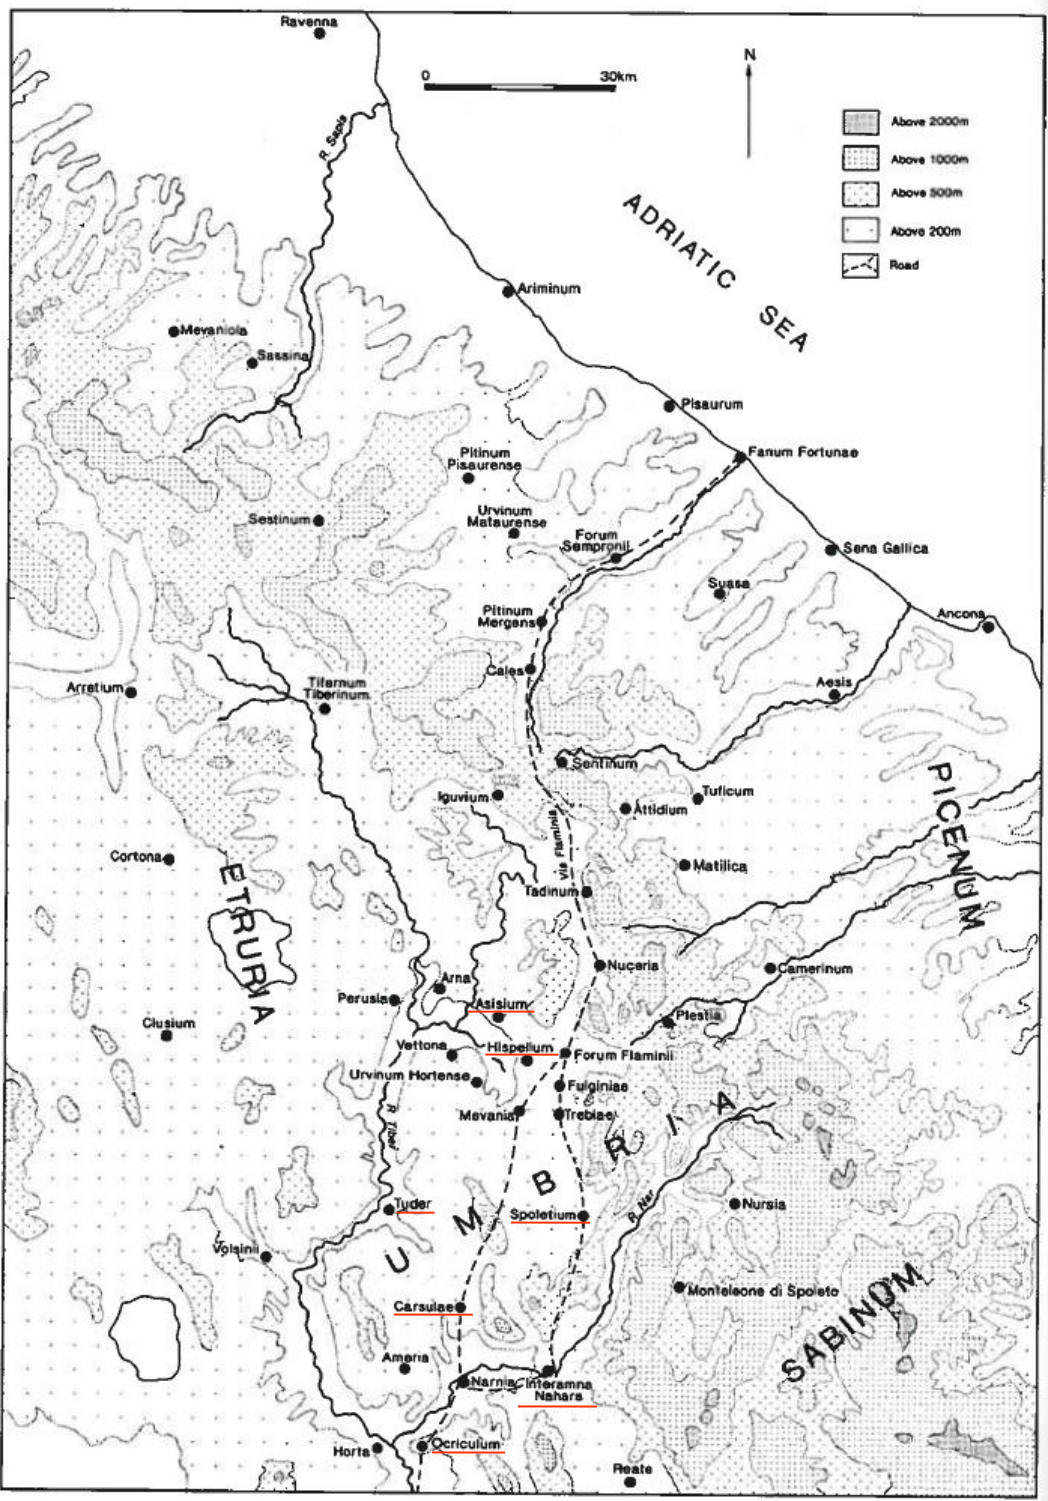 Ravenna
0 30km
N
R. Sapis
Above 2000m
Above 1000m
Above 500m
Above 200m
Road
ADRIATIC SEA
Ariminum
Mevaniola
Sassina
Pisaurum
Fanum Fortunae
Pitinum
Pisaurense
Urvinum
Mataurense
Sestinum
Forum
Sempronii
Sena Gallica
Suasa
Ancona
Pitinum
Mergens
Cales
Arretium
Tifernum
Tiberinum
Aesis
Sentinum
Iguvium
Tuficum
Attidium
PICENUM
Via Flaminia
Cortona
Matilica
ETRURIA
Tadinum
Nuceria
Camerinum
Arna
Perusia
Asisium
Plestia
Clusium
Vettona
Hispellum
Forum Flaminii
Urvinum Hortense
Fulginiae
Mevania
Trebiae
R. Tiber
UMBRIA
Tuder
Spoletium
R. Nar
Nursia
Volsinii
Monteleone di Spoleto
Carsulae
SABINUM
Ameria
Narnia
Interamna
Nahars
Horta
Ocriculum
Reate